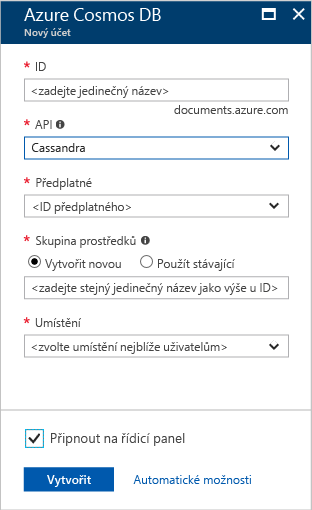 Azure Cosmos DB
Nový účet
* ID
<zadejte jedinečný název>
documents.azure.com
* API
Cassandra
* Předplatné
<ID předplatného>
* Skupina prostředků
Vytvořit novou Použít stávající
<zadejte stejný jedinečný název jako výše u ID>
* Umístění
<zvolte umístění nejblíže uživatelům>
Připnout na řídicí panel
Vytvořit Automatické možnosti